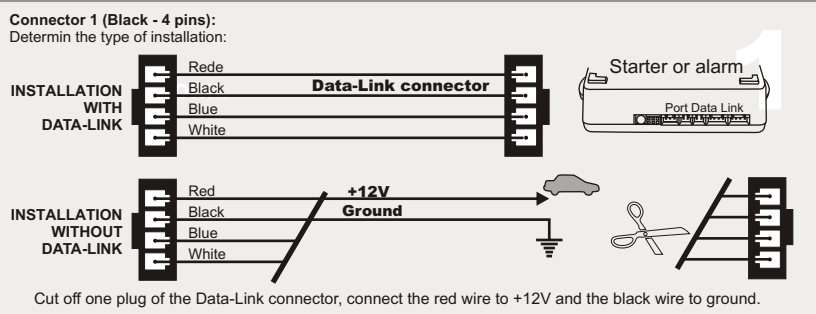 Connector 1 (Black - 4 pins):
Determin the type of installation:
1
INSTALLATION
WITH
DATA-LINK
Rede
Black
Blue
White
Data-Link connector
Starter or alarm
Port Data Link
INSTALLATION
WITHOUT
DATA-LINK
Red
Black
Blue
White
+12V
Ground
Cut off one plug of the Data-Link connector, connect the red wire to +12V and the black wire to ground.